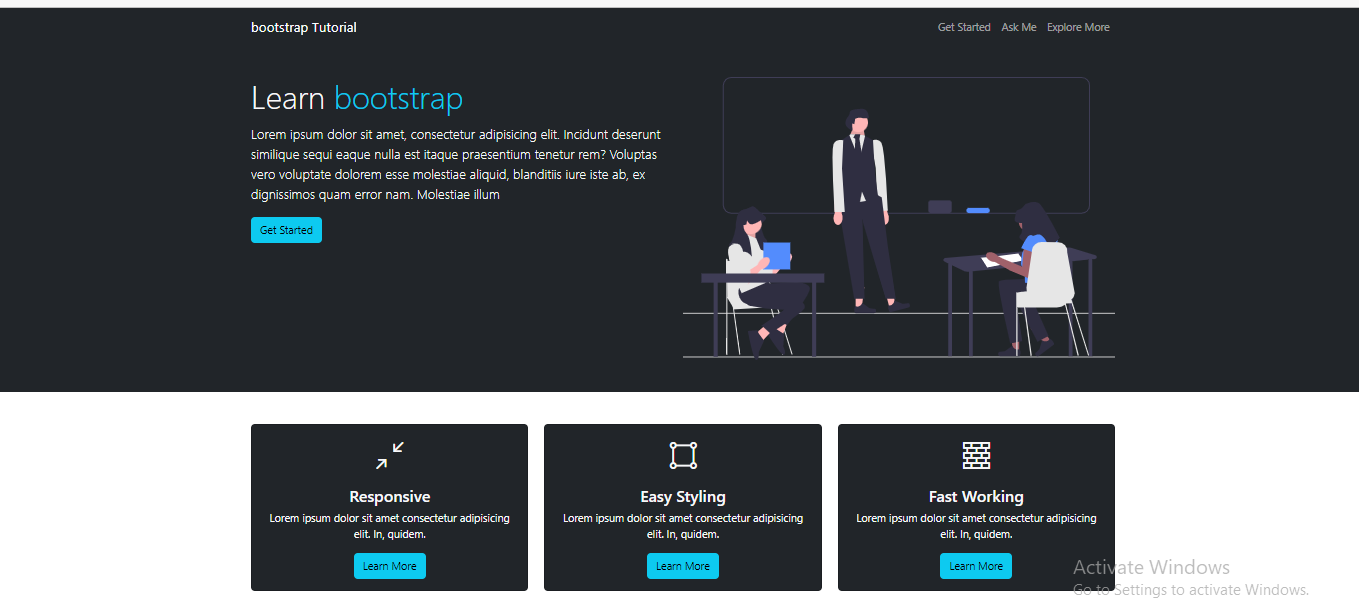 bootstrap Tutorial
Get Started Ask Me Explore More
Learn bootstrap
Lorem ipsum dolor sit amet, consectetur adipisicing elit. Incidunt deserunt
similique sequi eaque nulla est itaque praesentium tenetur rem? Voluptas
vero voluptate dolorem esse molestiae aliquid, blanditiis iure iste ab, ex
dignissimos quam error nam. Molestiae illum
Get Started
Responsive
Lorem ipsum dolor sit amet consectetur adipisicing
elit. In, quidem.
Learn More
Easy Styling
Lorem ipsum dolor sit amet consectetur adipisicing
elit. In, quidem.
Learn More
Fast Working
Lorem ipsum dolor sit amet consectetur adipisicing
elit. In, quidem.
Learn More
Activate Windows
Go to Settings to activate Windows.